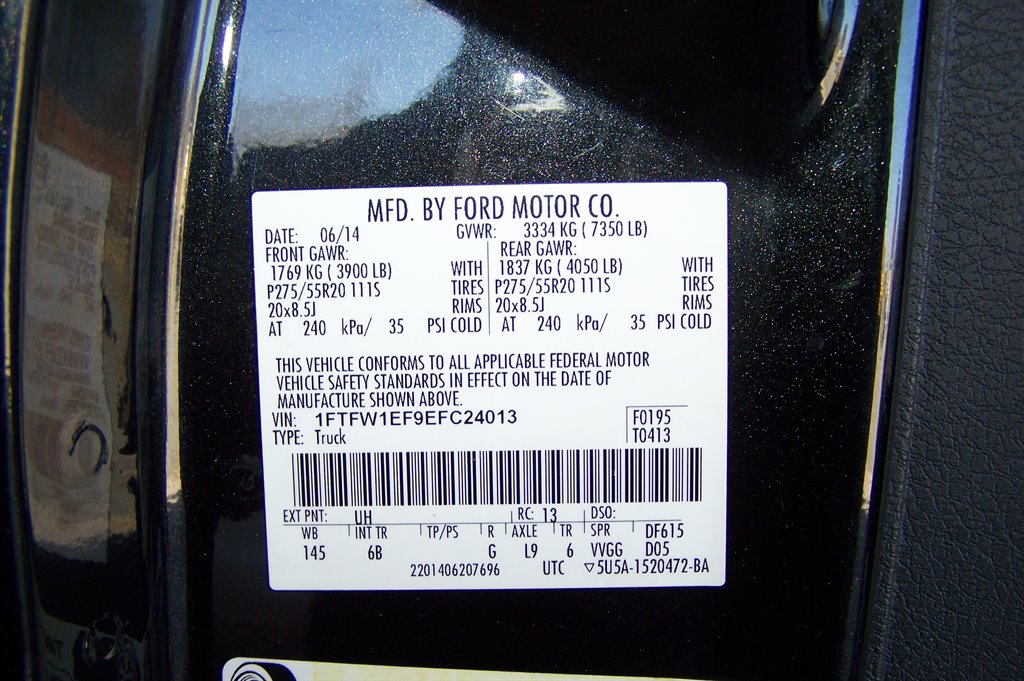 MFD. BY FORD MOTOR CO.
DATE: 06/14 GVWR: 3334 KG ( 7350 LB)
FRONT GAWR: REAR GAWR:
1769 KG ( 3900 LB) WITH 1837 KG ( 4050 LB) WITH
P275/55R20 111S TIRES P275/55R20 111S TIRES
20x8.5J RIMS 20x8.5J RIMS
AT 240 kPa/ 35 PSI COLD AT 240 kPa/ 35 PSI COLD
THIS VEHICLE CONFORMS TO ALL APPLICABLE FEDERAL MOTOR
VEHICLE SAFETY STANDARDS IN EFFECT ON THE DATE OF
MANUFACTURE SHOWN ABOVE.
VIN: 1FTFW1EF9EFC24013 F0195
TYPE: Truck T0413
EXT PNT: UH RC: 13 DSO:
WB INT TR TP/PS R AXLE TR SPR DF615
145 6B G L9 6 VVGG D05
2201406207696 UTC ▽5U5A-1520472-BA